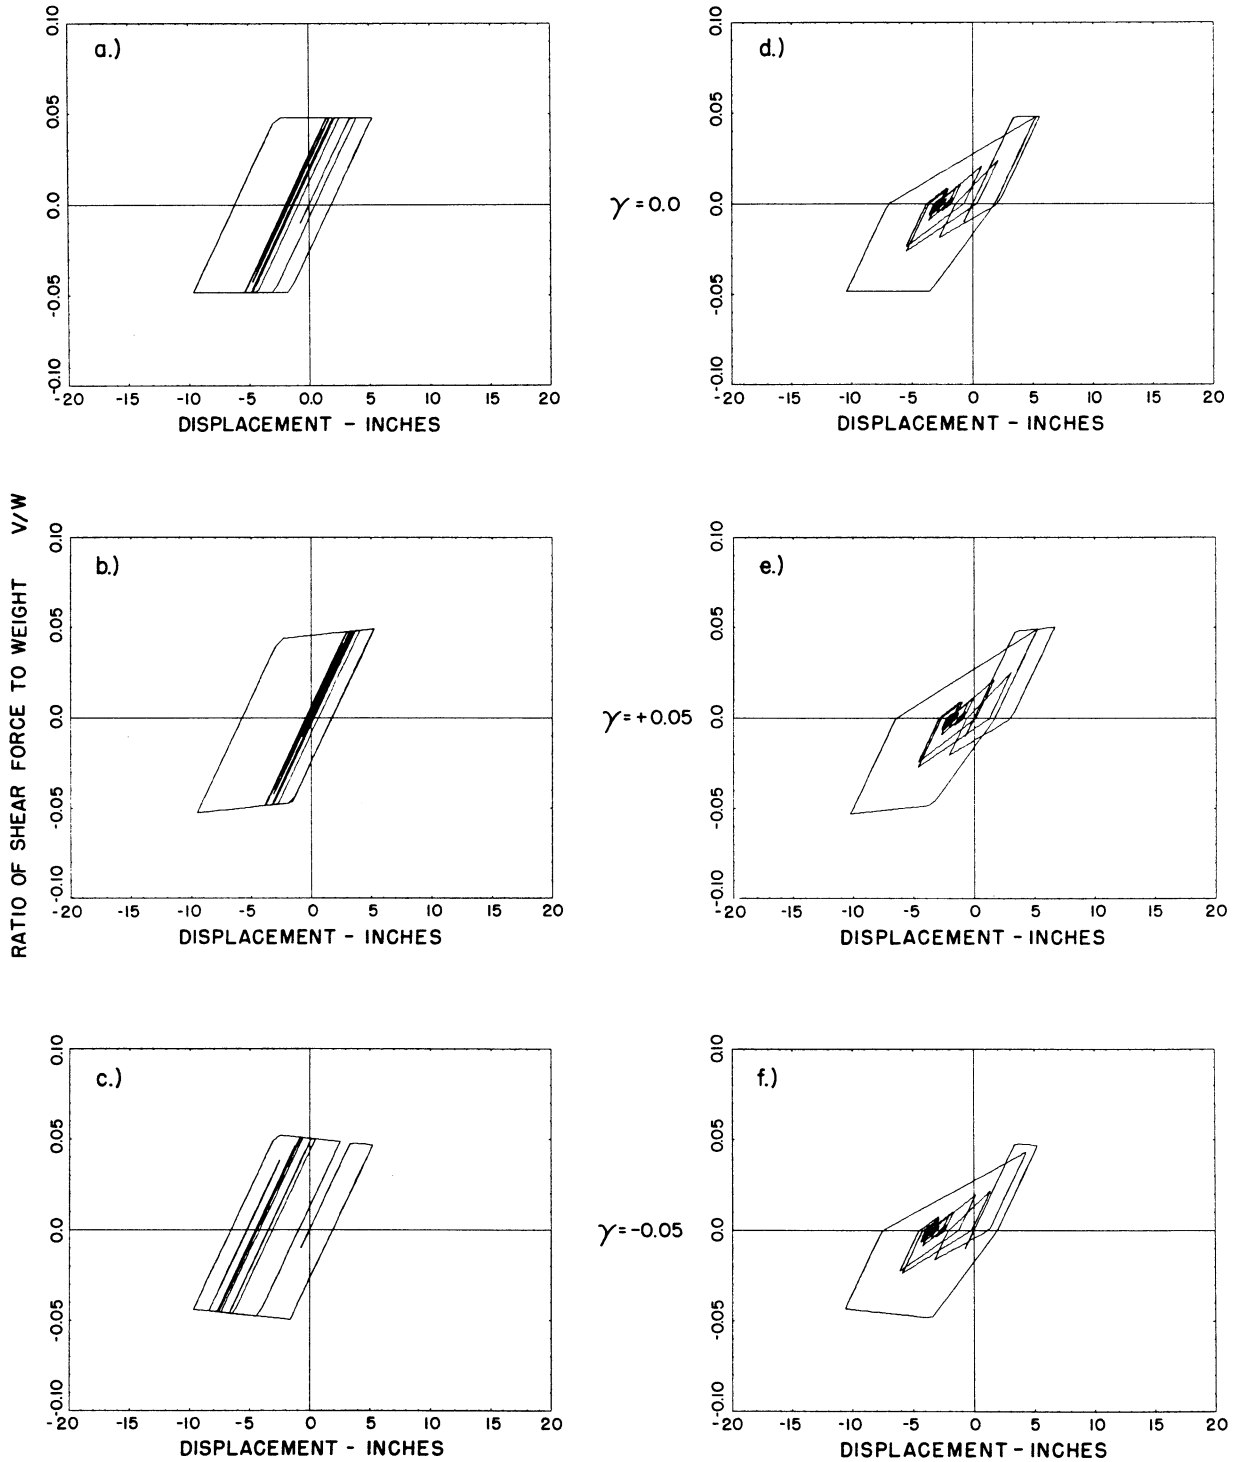 a.)
0.10
0.05
0.0
-0.05
-0.10
-20 -15 -10 -5 0.0 5 10 15 20
DISPLACEMENT - INCHES
γ = 0.0
d.)
0.10
0.05
0.0
-0.05
-0.10
-20 -15 -10 -5 0 5 10 15 20
DISPLACEMENT - INCHES
RATIO OF SHEAR FORCE TO WEIGHT V/W
b.)
0.10
0.05
0.0
-0.05
-0.10
-20 -15 -10 -5 0 5 10 15 20
DISPLACEMENT - INCHES
γ = +0.05
e.)
0.10
0.05
0.0
-0.05
-0.10
-20 -15 -10 -5 0 5 10 15 20
DISPLACEMENT - INCHES
c.)
0.10
0.05
0.0
-0.05
-0.10
-20 -15 -10 -5 0 5 10 15 20
DISPLACEMENT - INCHES
γ = -0.05
f.)
0.10
0.05
0.0
-0.05
-0.10
-20 -15 -10 -5 0 5 10 15 20
DISPLACEMENT - INCHES